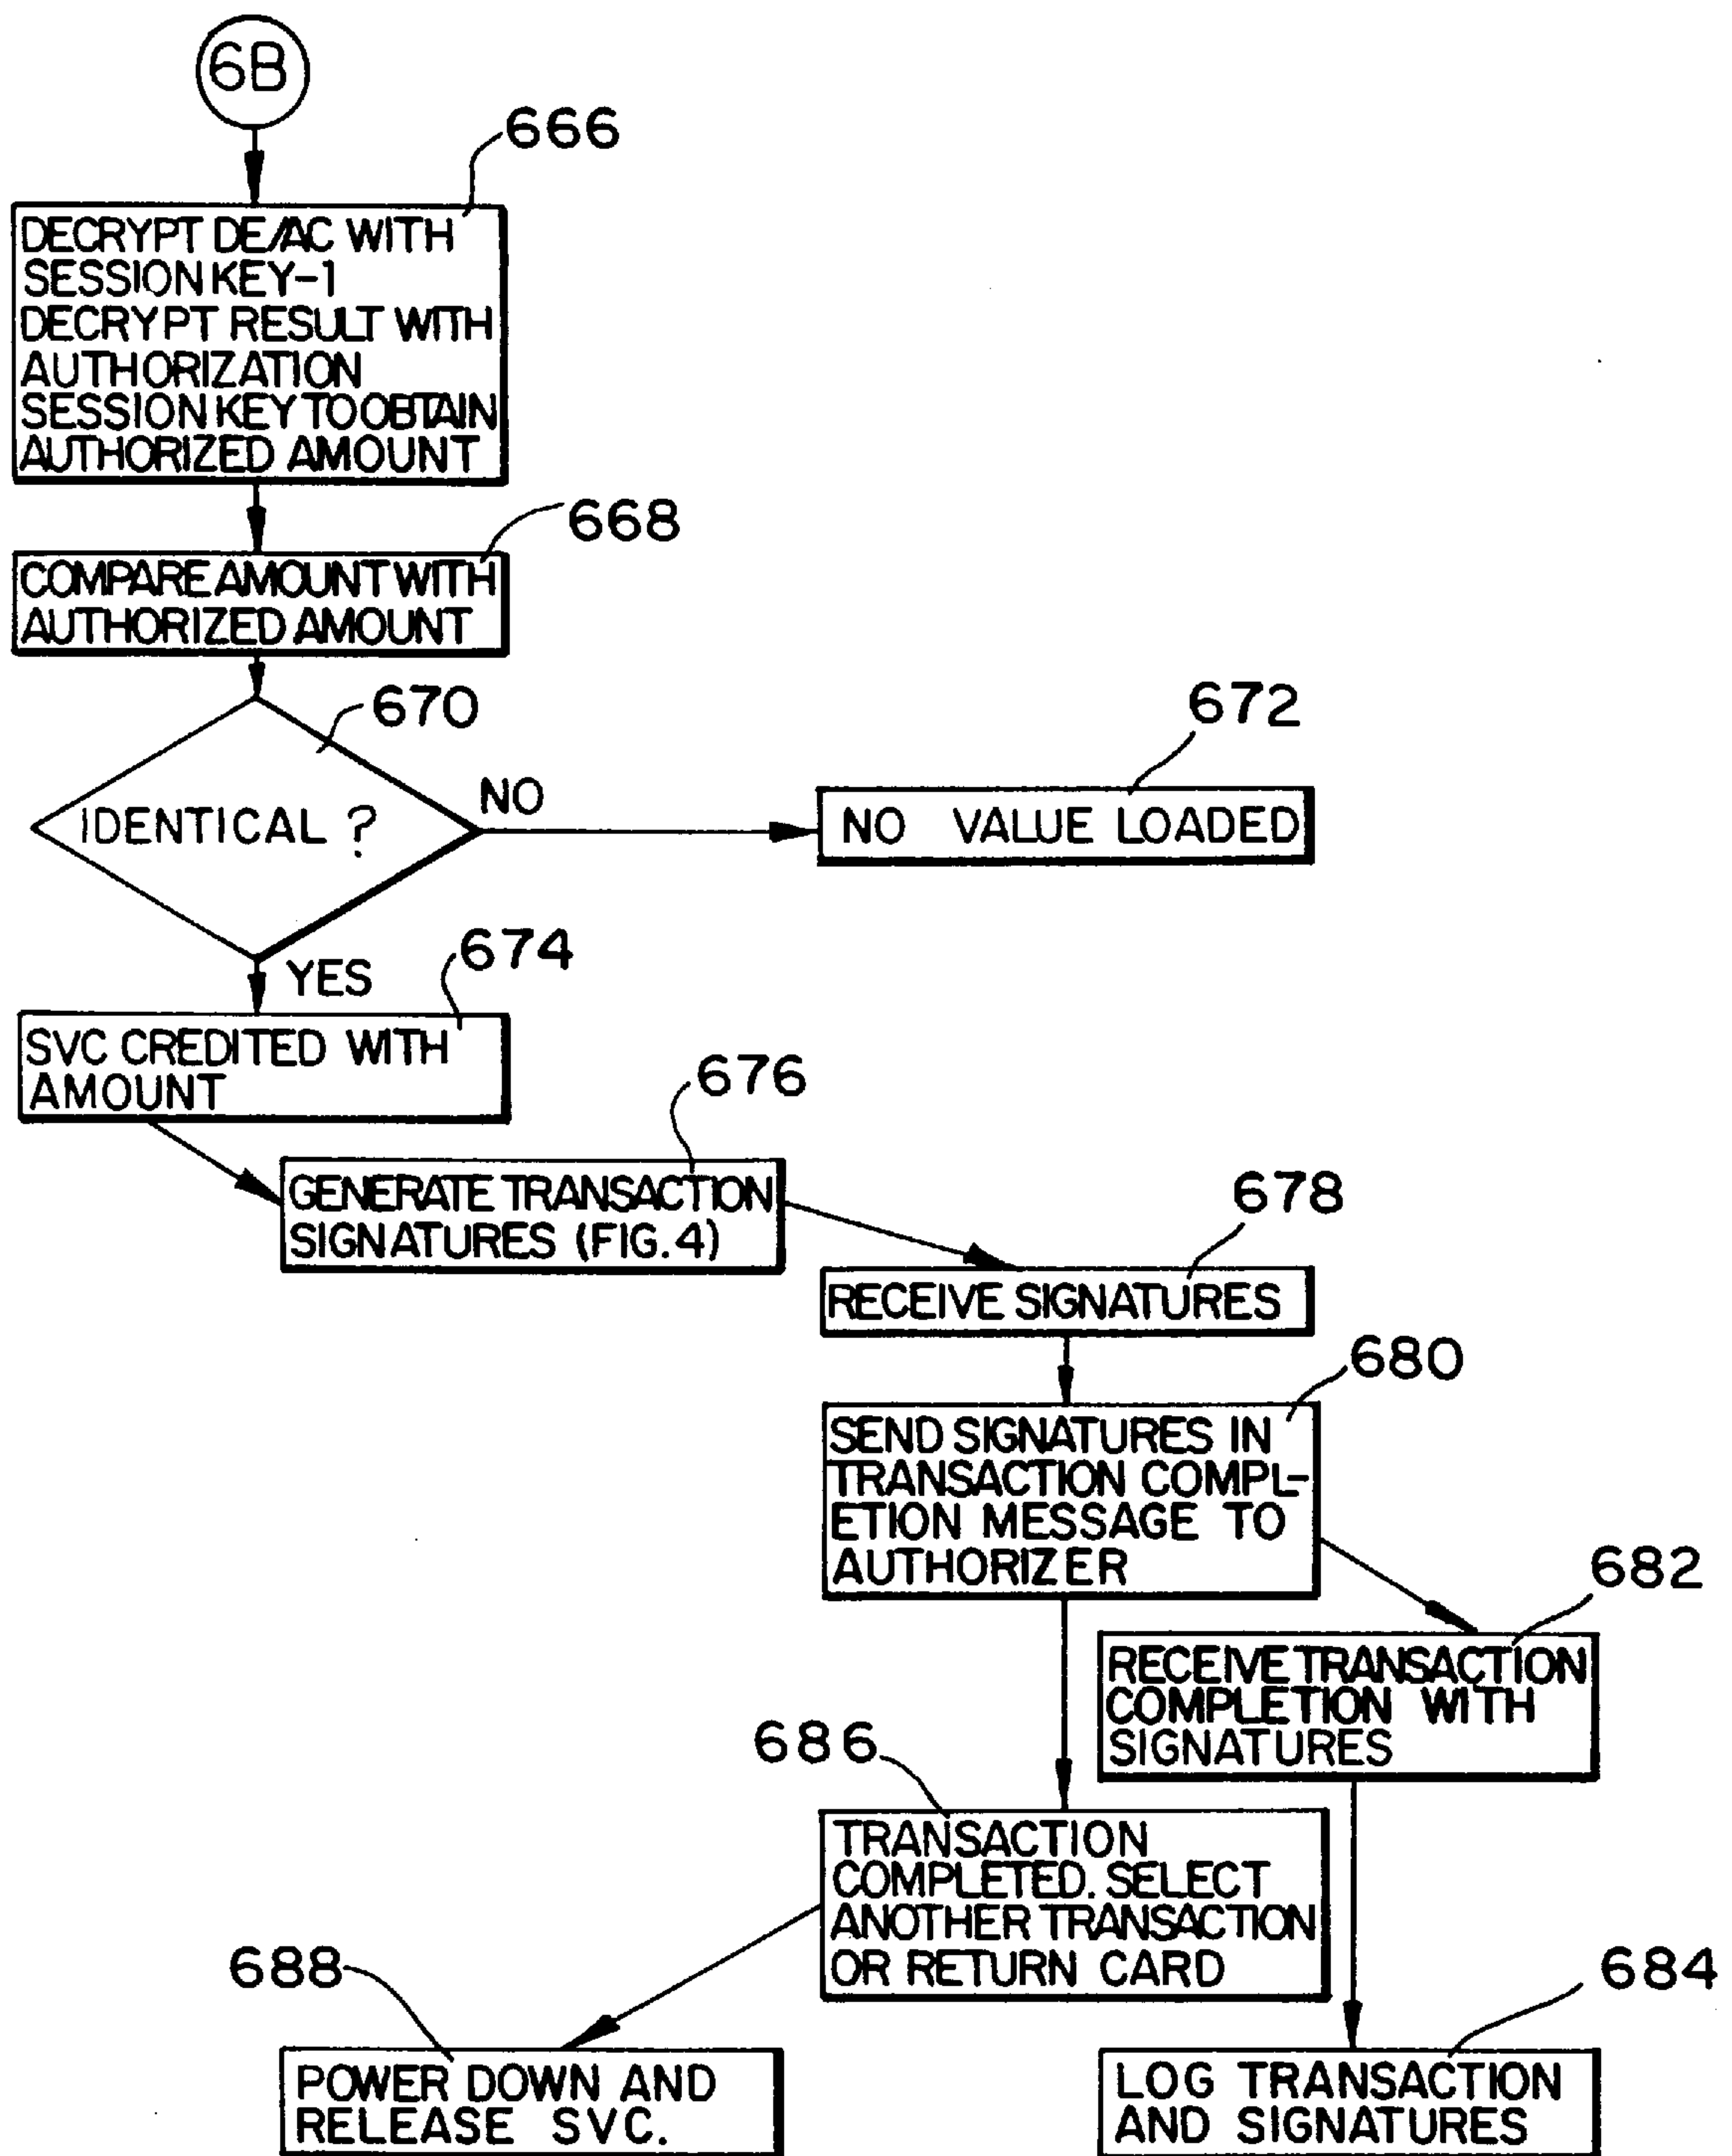 6B
666
DECRYPT DE/AC WITH
SESSION KEY-1
DECRYPT RESULT WITH
AUTHORIZATION
SESSION KEY TO OBTAIN
AUTHORIZED AMOUNT
668
COMPARE AMOUNT WITH
AUTHORIZED AMOUNT
670
IDENTICAL ?
NO
672
NO VALUE LOADED
YES
674
SVC CREDITED WITH
AMOUNT
676
GENERATE TRANSACTION
SIGNATURES (FIG. 4)
678
RECEIVE SIGNATURES
680
SEND SIGNATURES IN
TRANSACTION COMPL-
ETION MESSAGE TO
AUTHORIZER
682
RECEIVE TRANSACTION
COMPLETION WITH
SIGNATURES
686
TRANSACTION
COMPLETED. SELECT
ANOTHER TRANSACTION
OR RETURN CARD
688
POWER DOWN AND
RELEASE SVC.
684
LOG TRANSACTION
AND SIGNATURES